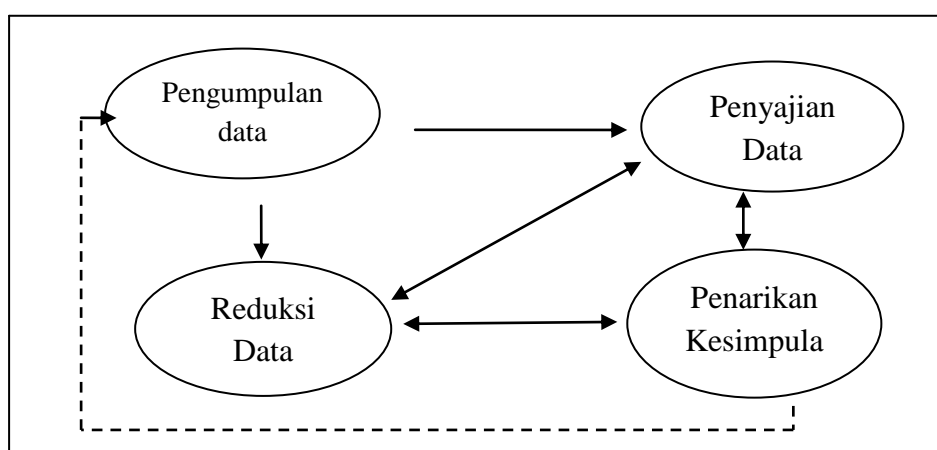 Pengumpulan
data
Penyajian
Data
Reduksi
Data
Penarikan
Kesimpula